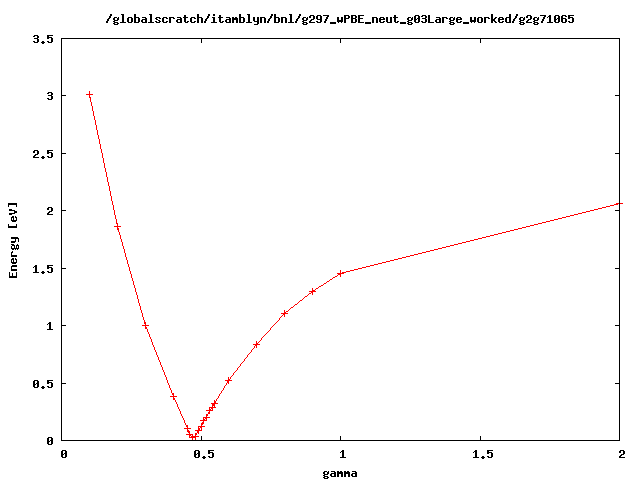 /globalscratch/itamblyn/bnl/g297_wPBE_neut_g03Large_worked/g2g71065
3.5
3
2.5
2
1.5
1
0.5
0
Energy [eV]
0 0.5 1 1.5 2
gamma